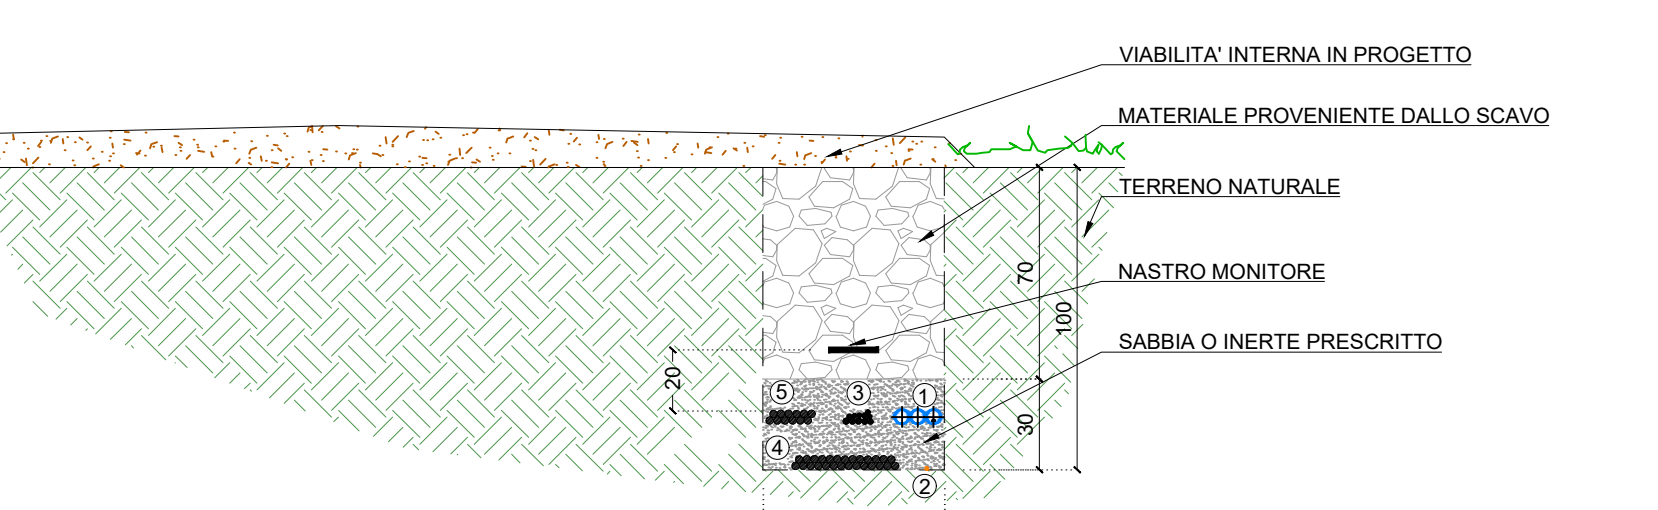 VIABILITA' INTERNA IN PROGETTO
MATERIALE PROVENIENTE DALLO SCAVO
TERRENO NATURALE
70
NASTRO MONITORE
100
SABBIA O INERTE PRESCRITTO
20
5
3
1
30
4
2